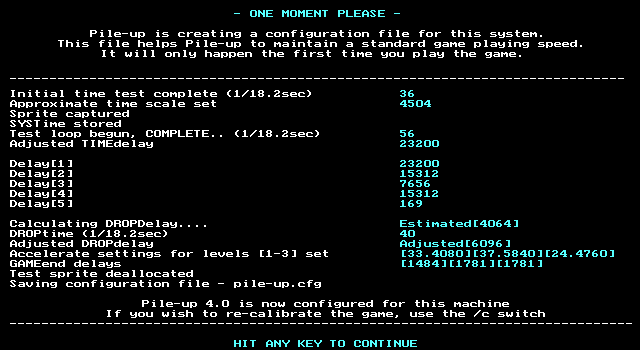 - ONE MOMENT PLEASE -
Pile-up is creating a configuration file for this system.
This file helps Pile-up to maintain a standard game playing speed.
It will only happen the first time you play the game.
Initial time test complete (1/18.2sec) 36
Approximate time scale set 4504
Sprite captured
SYSTime stored
Test loop begun, COMPLETE.. (1/18.2sec) 56
Adjusted TIMEdelay 23200
Delay[1] 23200
Delay[2] 15312
Delay[3] 7656
Delay[4] 15312
Delay[5] 169
Calculating DROPDelay.... Estimated[4064]
DROPtime (1/18.2sec) 40
Adjusted DROPdelay Adjusted[6096]
Accelerate settings for levels [1-3] set [33.4080][37.5840][24.4760]
GAMEend delays [1484][1781][1781]
Test sprite deallocated
Saving configuration file - pile-up.cfg
Pile-up 4.0 is now configured for this machine
If you wish to re-calibrate the game, use the /c switch
HIT ANY KEY TO CONTINUE